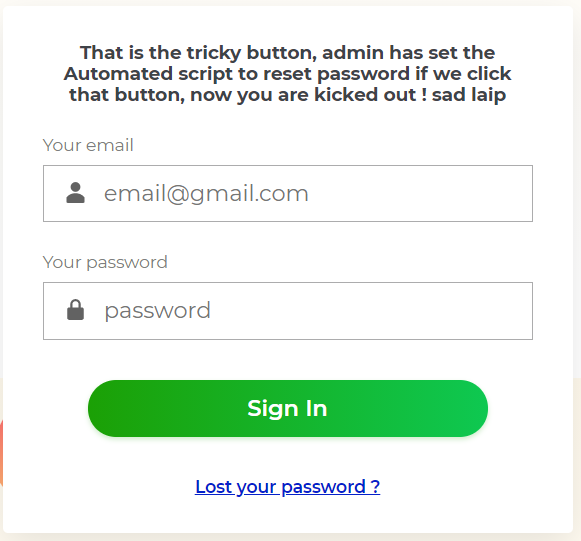 That is the tricky button, admin has set the
Automated script to reset password if we click
that button, now you are kicked out ! sad laip
Your email
email@gmail.com
Your password
password
Sign In
Lost your password ?